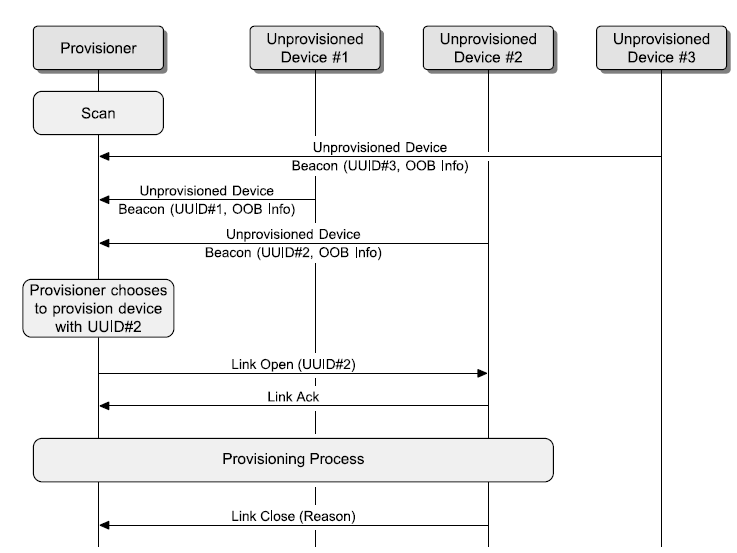 Provisioner
Unprovisioned
Device #1
Unprovisioned
Device #2
Unprovisioned
Device #3
Scan
Unprovisioned Device
Beacon (UUID#3, OOB Info)
Unprovisioned Device
Beacon (UUID#1, OOB Info)
Unprovisioned Device
Beacon (UUID#2, OOB Info)
Provisioner chooses
to provision device
with UUID#2
Link Open (UUID#2)
Link Ack
Provisioning Process
Link Close (Reason)